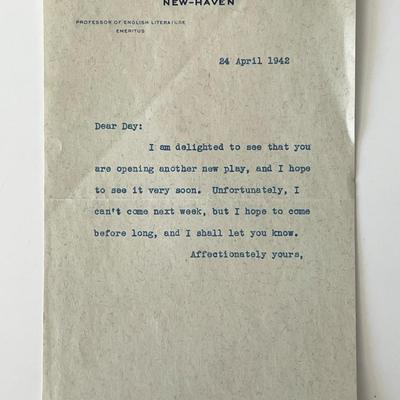 NEW-HAVEN
PROFESSOR OF ENGLISH LITERATURE
EMERITUS
24 April 1942
Dear Day:
I am delighted to see that you
are opening another new play, and I hope
to see it very soon. Unfortunately, I
can't come next week, but I hope to come
before long, and I shall let you know.
Affectionately yours,